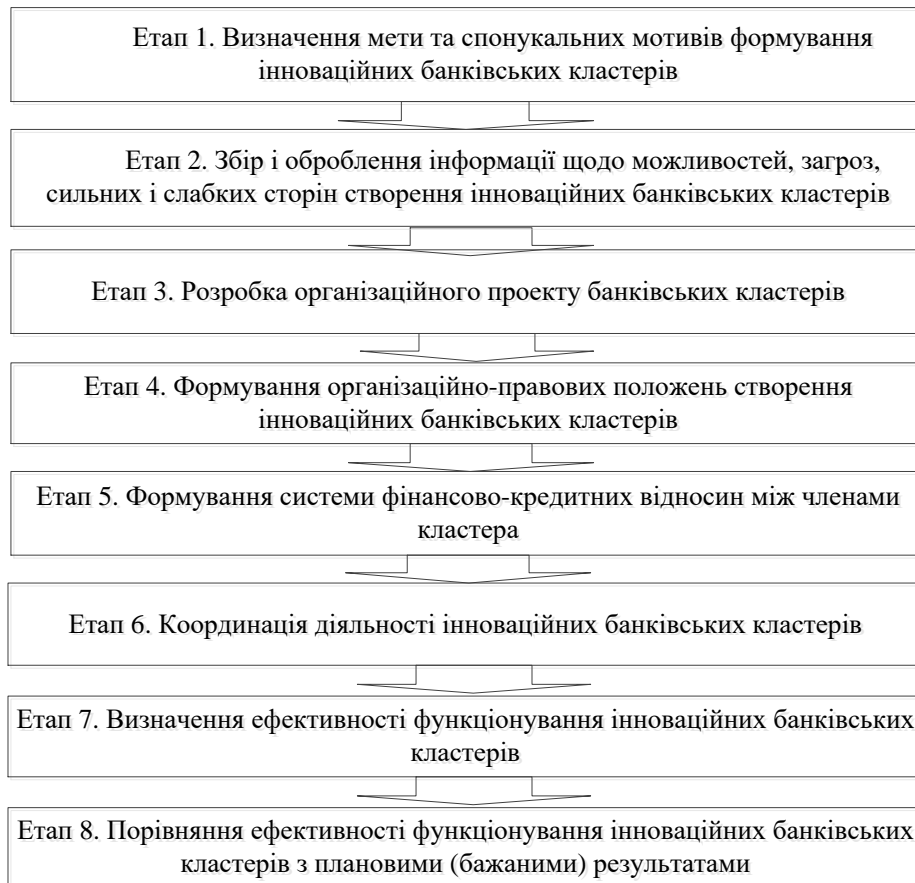 Етап 1. Визначення мети та спонукальних мотивів формування
інноваційних банківських кластерів
Етап 2. Збір і оброблення інформації щодо можливостей, загроз,
сильних і слабких сторін створення інноваційних банківських кластерів
Етап 3. Розробка організаційного проекту банківських кластерів
Етап 4. Формування організаційно-правових положень створення
інноваційних банківських кластерів
Етап 5. Формування системи фінансово-кредитних відносин між членами
кластера
Етап 6. Координація діяльності інноваційних банківських кластерів
Етап 7. Визначення ефективності функціонування інноваційних банківських
кластерів
Етап 8. Порівняння ефективності функціонування інноваційних банківських
кластерів з плановими (бажаними) результатами